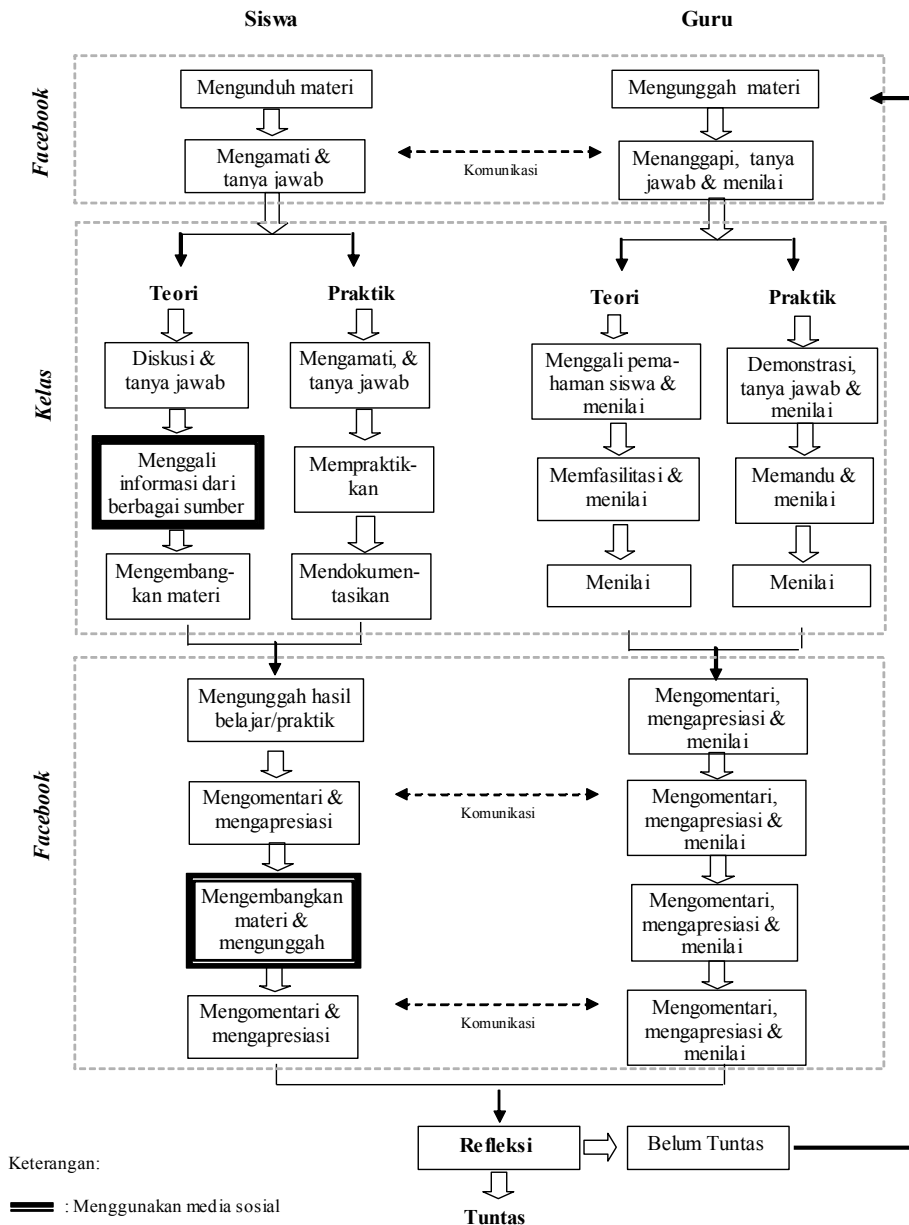 Siswa
Guru
Facebook
Mengunduh materi
Mengunggah materi
Mengamati &
tanya jawab
Komunikasi
Menanggapi, tanya
jawab & menilai
Kelas
Teori
Praktik
Teori
Praktik
Diskusi &
tanya jawab
Mengamati, &
tanya jawab
Menggali pema-
haman siswa &
menilai
Demonstrasi,
tanya jawab &
menilai
Menggali
informasi dari
berbagai sumber
Mempraktik-
kan
Memfasilitasi &
menilai
Memandu &
menilai
Mengembang-
kan materi
Mendokumen-
tasikan
Menilai
Menilai
Facebook
Mengunggah hasil
belajar/praktik
Mengomentari,
mengapresiasi &
menilai
Mengomentari &
mengapresiasi
Komunikasi
Mengomentari,
mengapresiasi &
menilai
Mengembangkan
materi &
mengunggah
Mengomentari,
mengapresiasi &
menilai
Mengomentari &
mengapresiasi
Komunikasi
Mengomentari,
mengapresiasi &
menilai
Refleksi
Belum Tuntas
Keterangan:
: Menggunakan media sosial
Tuntas